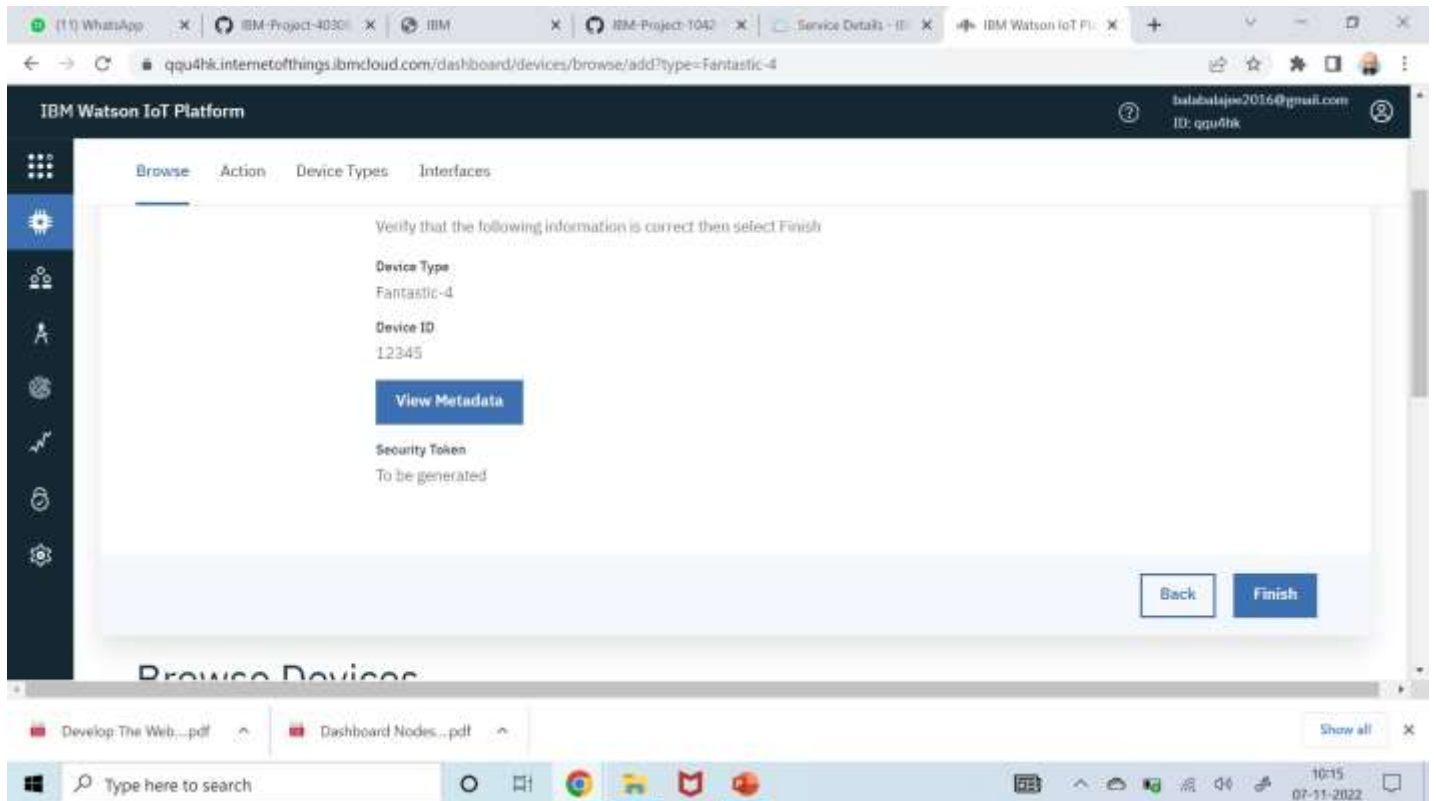 (11) WhatsApp
IBM-Project-4030
IBM
IBM-Project-1042
Service Details - IB
IBM Watson IoT Pl
qqu4hk.internetofthings.ibmcloud.com/dashboard/devices/browse/add?type=Fantastic-4
IBM Watson IoT Platform
balabalajee2016@gmail.com
ID: qqu4hk
Browse Action Device Types Interfaces
Verify that the following information is correct then select Finish
Device Type
Fantastic-4
Device ID
12345
View Metadata
Security Token
To be generated
Back Finish
Browse Devices
Develop The Web....pdf
Dashboard Nodes...pdf
Show all
Type here to search
10:15
07-11-2022